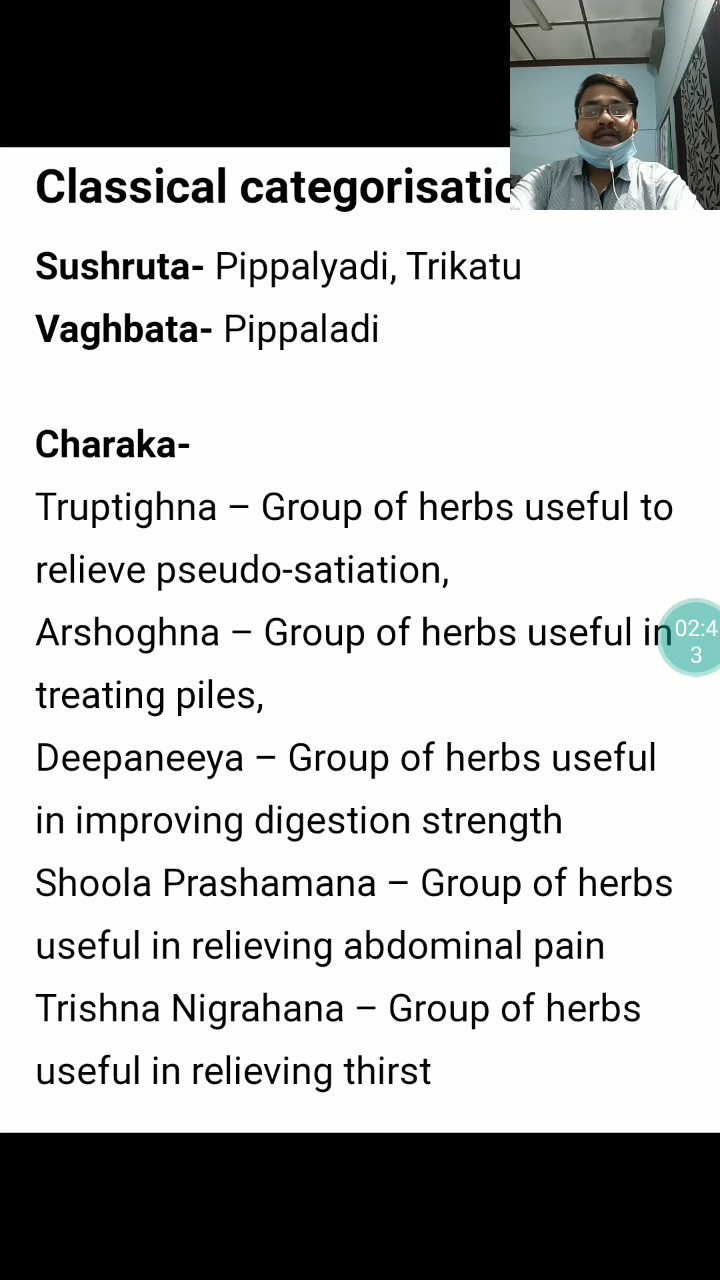 Classical categorisatio
Sushruta- Pippalyadi, Trikatu
Vaghbata- Pippaladi
Charaka-
Truptighna – Group of herbs useful to
relieve pseudo-satiation,
Arshoghna – Group of herbs useful in
treating piles,
Deepaneeya – Group of herbs useful
in improving digestion strength
Shoola Prashamana – Group of herbs
useful in relieving abdominal pain
Trishna Nigrahana – Group of herbs
useful in relieving thirst
02:4
3